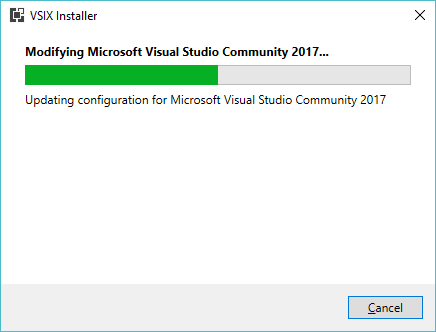 VSIX Installer
Modifying Microsoft Visual Studio Community 2017...
Updating configuration for Microsoft Visual Studio Community 2017
Cancel